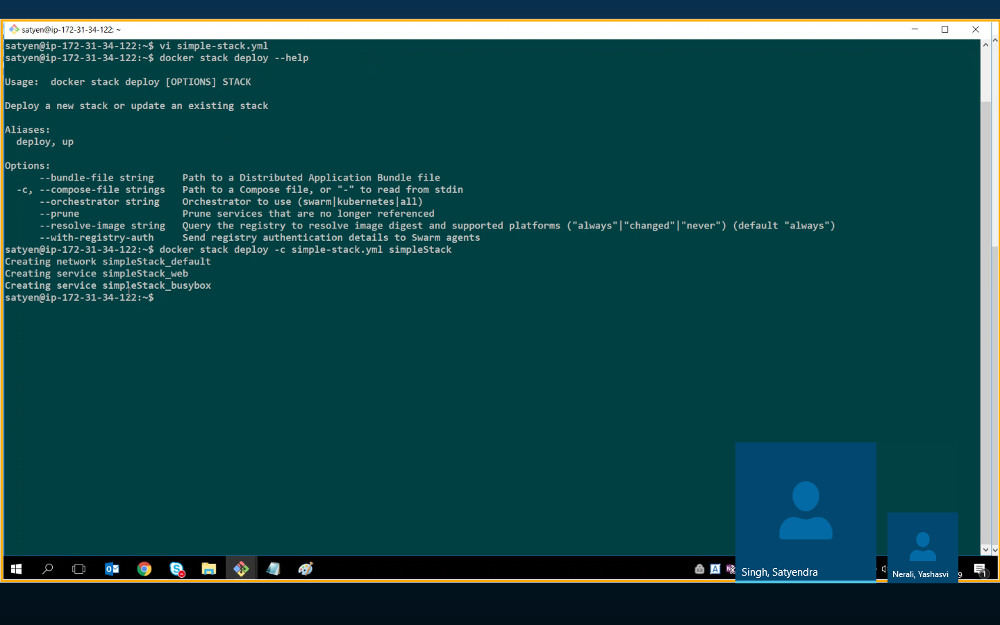 satyen@ip-172-31-34-122: ~
satyen@ip-172-31-34-122:~$ vi simple-stack.yml
satyen@ip-172-31-34-122:~$ docker stack deploy --help
Usage:  docker stack deploy [OPTIONS] STACK
Deploy a new stack or update an existing stack
Aliases:
  deploy, up
Options:
      --bundle-file string     Path to a Distributed Application Bundle file
  -c, --compose-file strings   Path to a Compose file, or "-" to read from stdin
      --orchestrator string    Orchestrator to use (swarm|kubernetes|all)
      --prune                  Prune services that are no longer referenced
      --resolve-image string   Query the registry to resolve image digest and supported platforms ("always"|"changed"|"never") (default "always")
      --with-registry-auth     Send registry authentication details to Swarm agents
satyen@ip-172-31-34-122:~$ docker stack deploy -c simple-stack.yml simpleStack
Creating network simpleStack_default
Creating service simpleStack_web
Creating service simpleStack_busybox
satyen@ip-172-31-34-122:~$
Singh, Satyendra
Nerali, Yashasvi
9
1